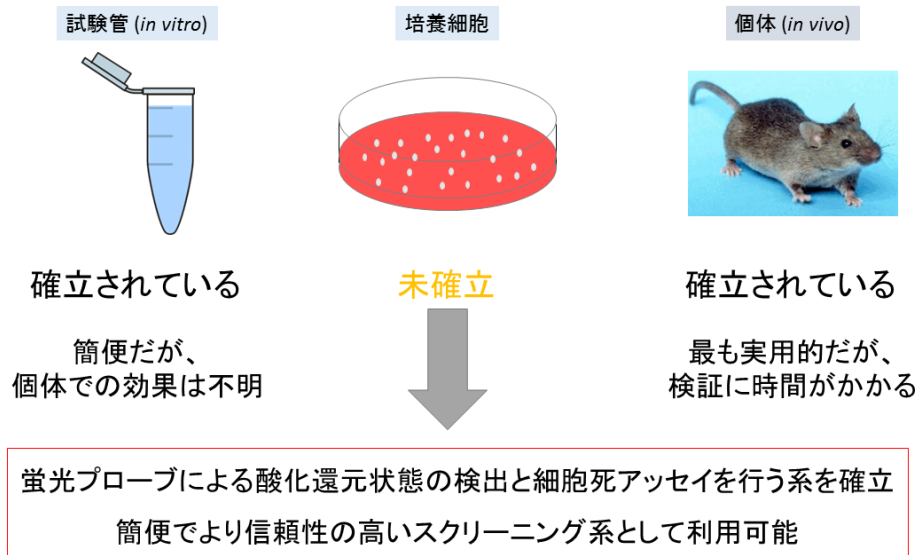 試験管 (in vitro)
培養細胞
個体 (in vivo)
確立されている
未確立
確立されている
簡便だが、
個体での効果は不明
最も実用的だが、
検証に時間がかかる
蛍光プローブによる酸化還元状態の検出と細胞死アッセイを行う系を確立
簡便でより信頼性の高いスクリーニング系として利用可能